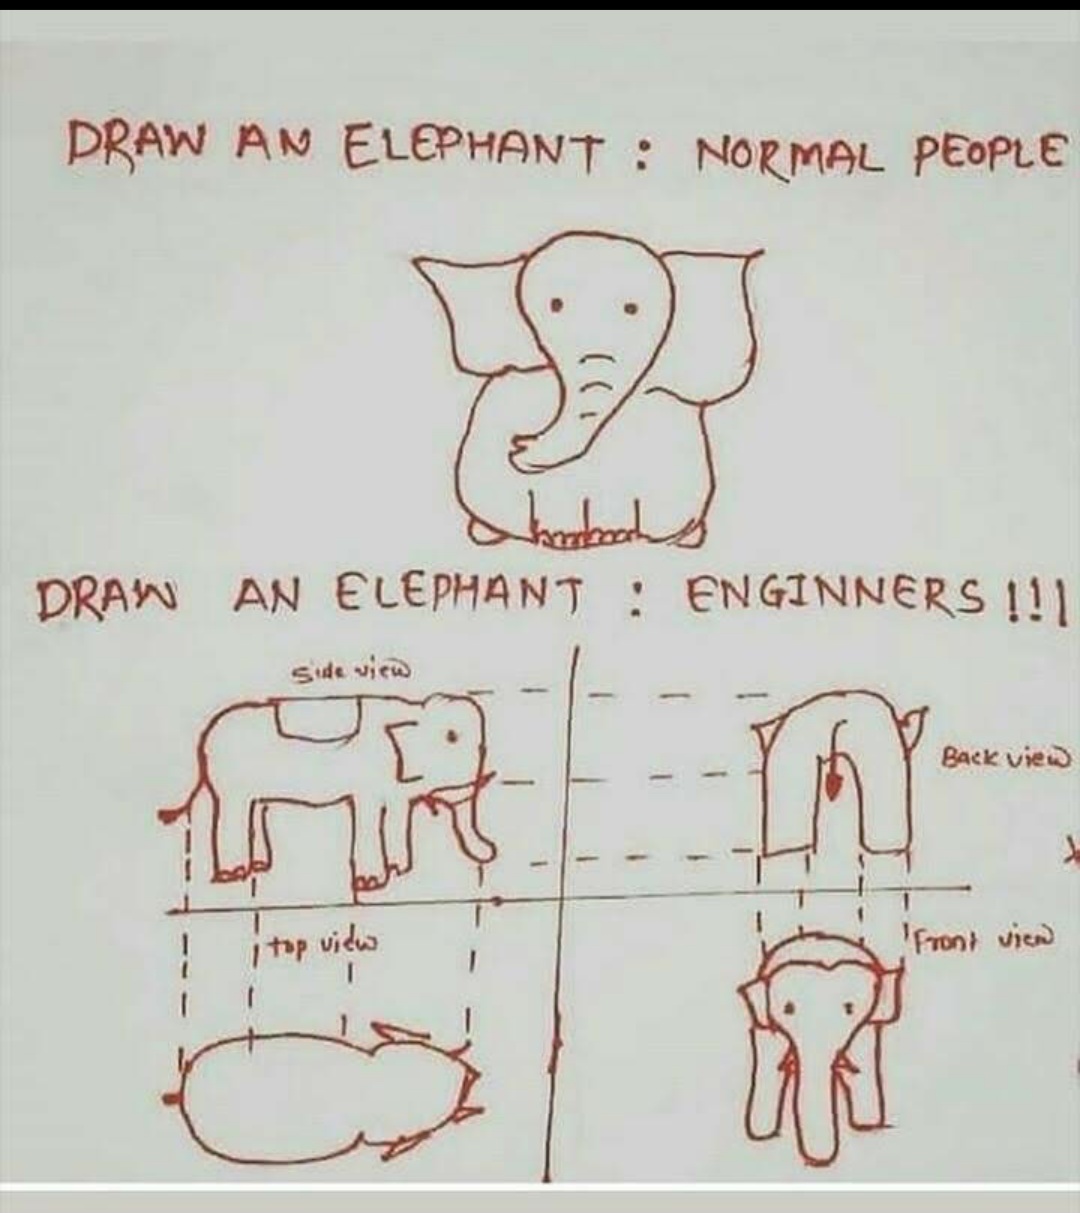 DRAW AN ELEPHANT : NORMAL PEOPLE
DRAW AN ELEPHANT : ENGINNERS !!!
Side view
Back view
top view
Front view